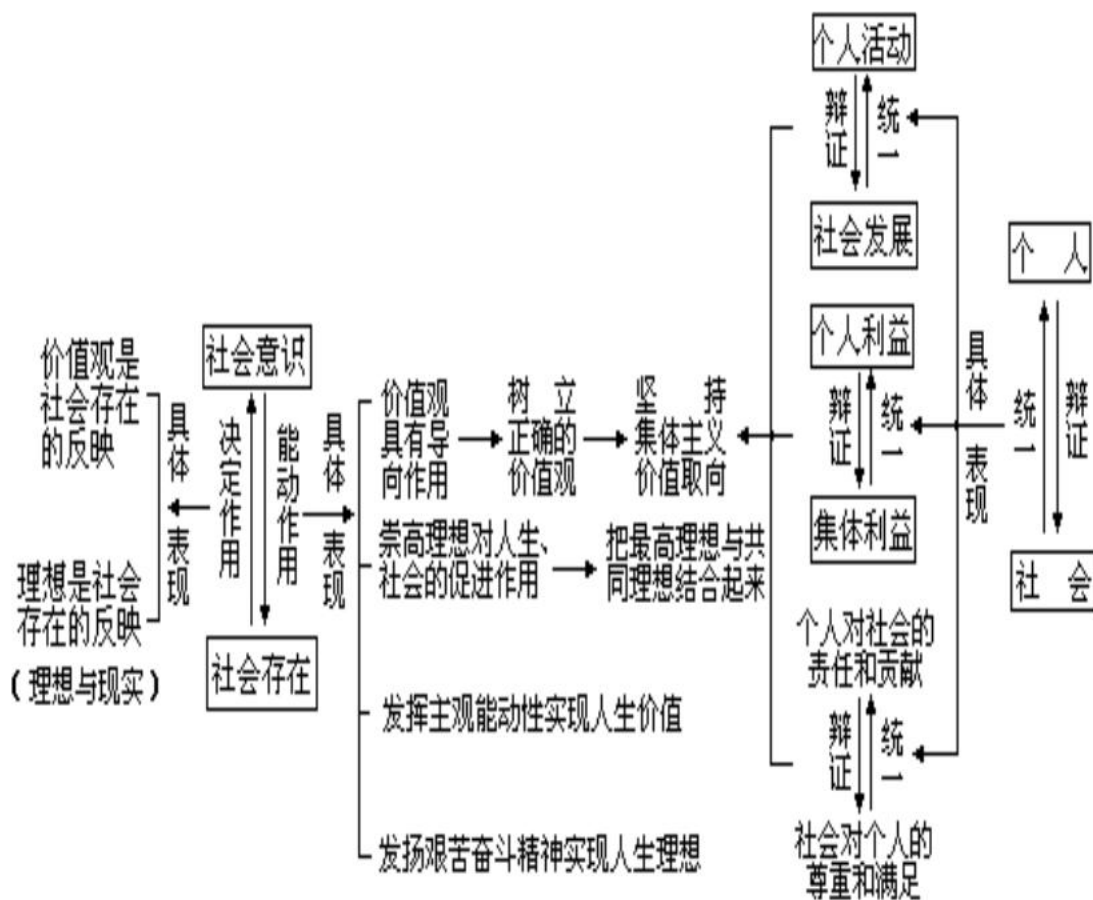 价值观是
社会存在
的反映
理想是社会
存在的反映
(理想与现实)
具体表现
社会意识
决定作用
能动作用
社会存在
具体表现
价值观
具有导
向作用
树立
正确的
价值观
坚持
集体主义
价值取向
崇高理想对人生、
社会的促进作用
把最高理想与共
同理想结合起来
发挥主观能动性实现人生价值
发扬艰苦奋斗精神实现人生理想
个人活动
辩证
统一
社会发展
个人利益
辩证
统一
集体利益
个人对社会的
责任和贡献
辩证
统一
社会对个人的
尊重和满足
具体表现
个人
统一
辩证
社会